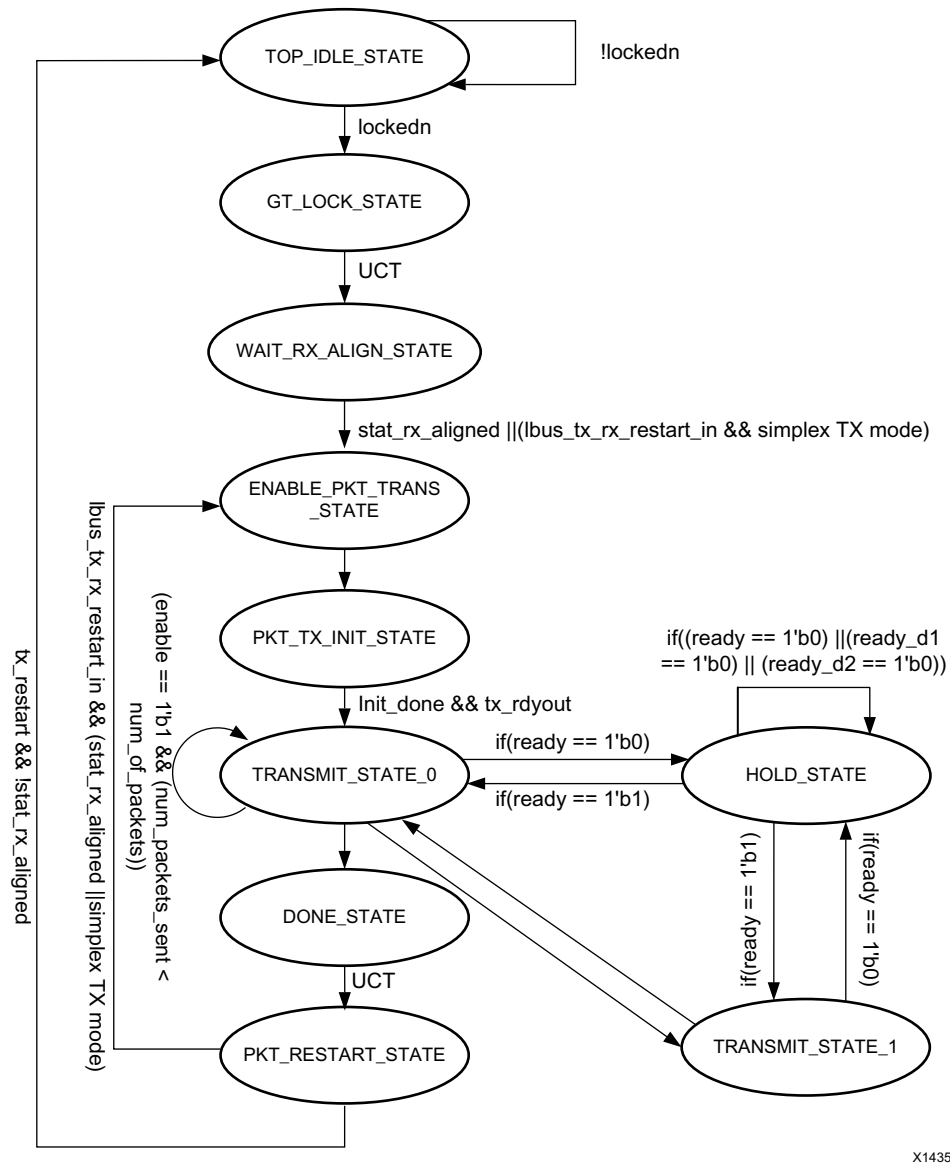 TOP_IDLE_STATE
!lockedn
lockedn
GT_LOCK_STATE
UCT
WAIT_RX_ALIGN_STATE
stat_rx_aligned ||(lbus_tx_rx_restart_in && simplex TX mode)
ENABLE_PKT_TRANS
_STATE
PKT_TX_INIT_STATE
Init_done && tx_rdyout
if((ready == 1'b0) ||(ready_d1
== 1'b0) || (ready_d2 == 1'b0))
TRANSMIT_STATE_0
if(ready == 1'b0)
if(ready == 1'b1)
HOLD_STATE
(enable == 1'b1 && (num_packets_sent <
num_of_packets))
lbus_tx_rx_restart_in && (stat_rx_aligned ||simplex TX mode)
tx_restart && !stat_rx_aligned
DONE_STATE
UCT
if(ready == 1'b1)
if(ready == 1'b0)
PKT_RESTART_STATE
TRANSMIT_STATE_1
X1435